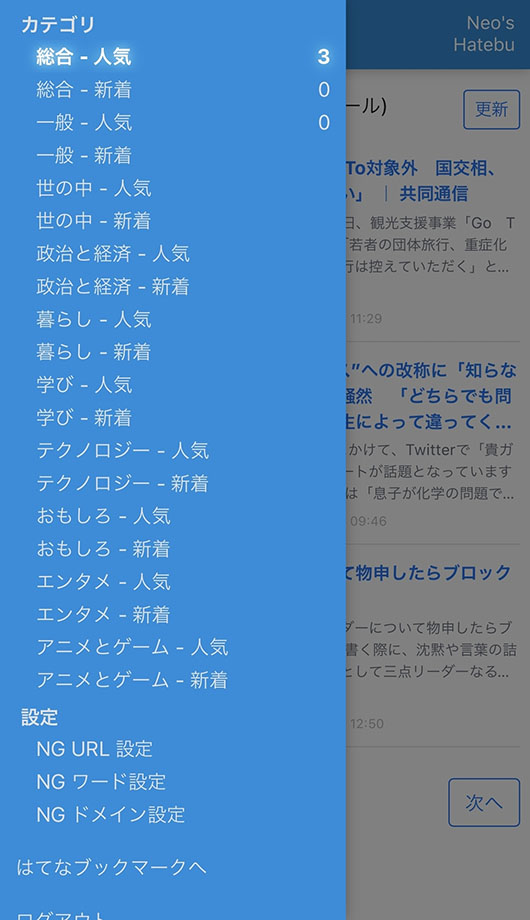 カテゴリ
総合 - 人気 3
総合 - 新着 0
一般 - 人気 0
一般 - 新着
世の中 - 人気
世の中 - 新着
政治と経済 - 人気
政治と経済 - 新着
暮らし - 人気
暮らし - 新着
学び - 人気
学び - 新着
テクノロジー - 人気
テクノロジー - 新着
おもしろ - 人気
おもしろ - 新着
エンタメ - 人気
エンタメ - 新着
アニメとゲーム - 人気
アニメとゲーム - 新着
設定
NG URL 設定
NG ワード設定
NG ドメイン設定
はてなブックマークへ
ログアウト
Neo's
Hatebu
ール)
更新
To対象外 国交相、
い」 | 共同通信
日、観光支援事業「Go T
「若者の団体旅行、重症化
行は控えていただく」と...
11:29
ス”への改称に「知らな
騒然 「どちらでも問
生によって違ってく...
かけて、Twitterで「貴ガ
ートが話題となっています
は「息子が化学の問題で...
09:46
て物申したらブロック
ダーについて物申したらブ
書く際に、沈黙や言葉の詰
として三点リーダーなる...
12:50
次へ